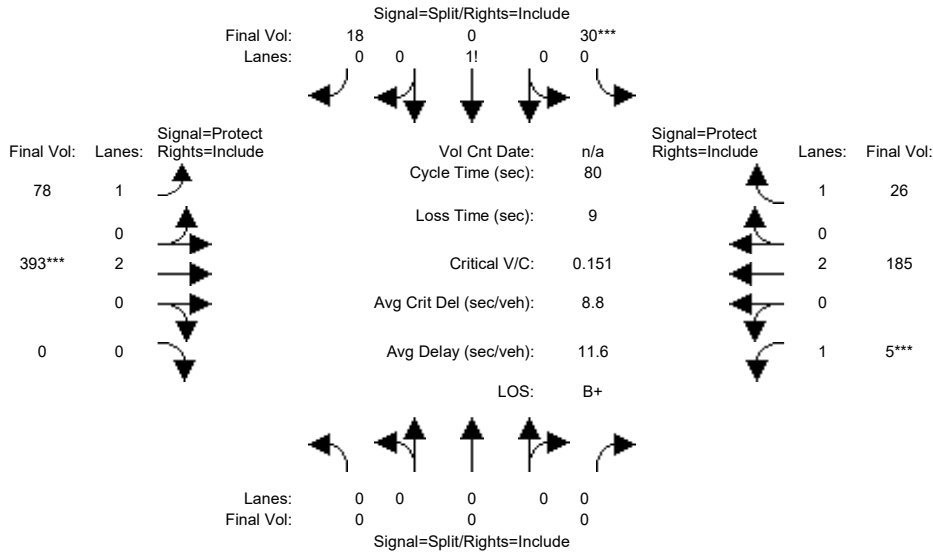 Signal=Split/Rights=Include
Final Vol: 18 0 30***
Lanes: 0 0 1! 0 0
Signal=Protect
Final Vol: Lanes: Rights=Include
Vol Cnt Date: n/a
Signal=Protect
Rights=Include Lanes: Final Vol:
Cycle Time (sec): 80
78 1
1 26
Loss Time (sec): 9
0
0
393*** 2
Critical V/C: 0.151
2 185
0
Avg Crit Del (sec/veh): 8.8
0
0 0
Avg Delay (sec/veh): 11.6
1 5***
LOS: B+
Lanes: 0 0 0 0 0
Final Vol: 0 0 0
Signal=Split/Rights=Include